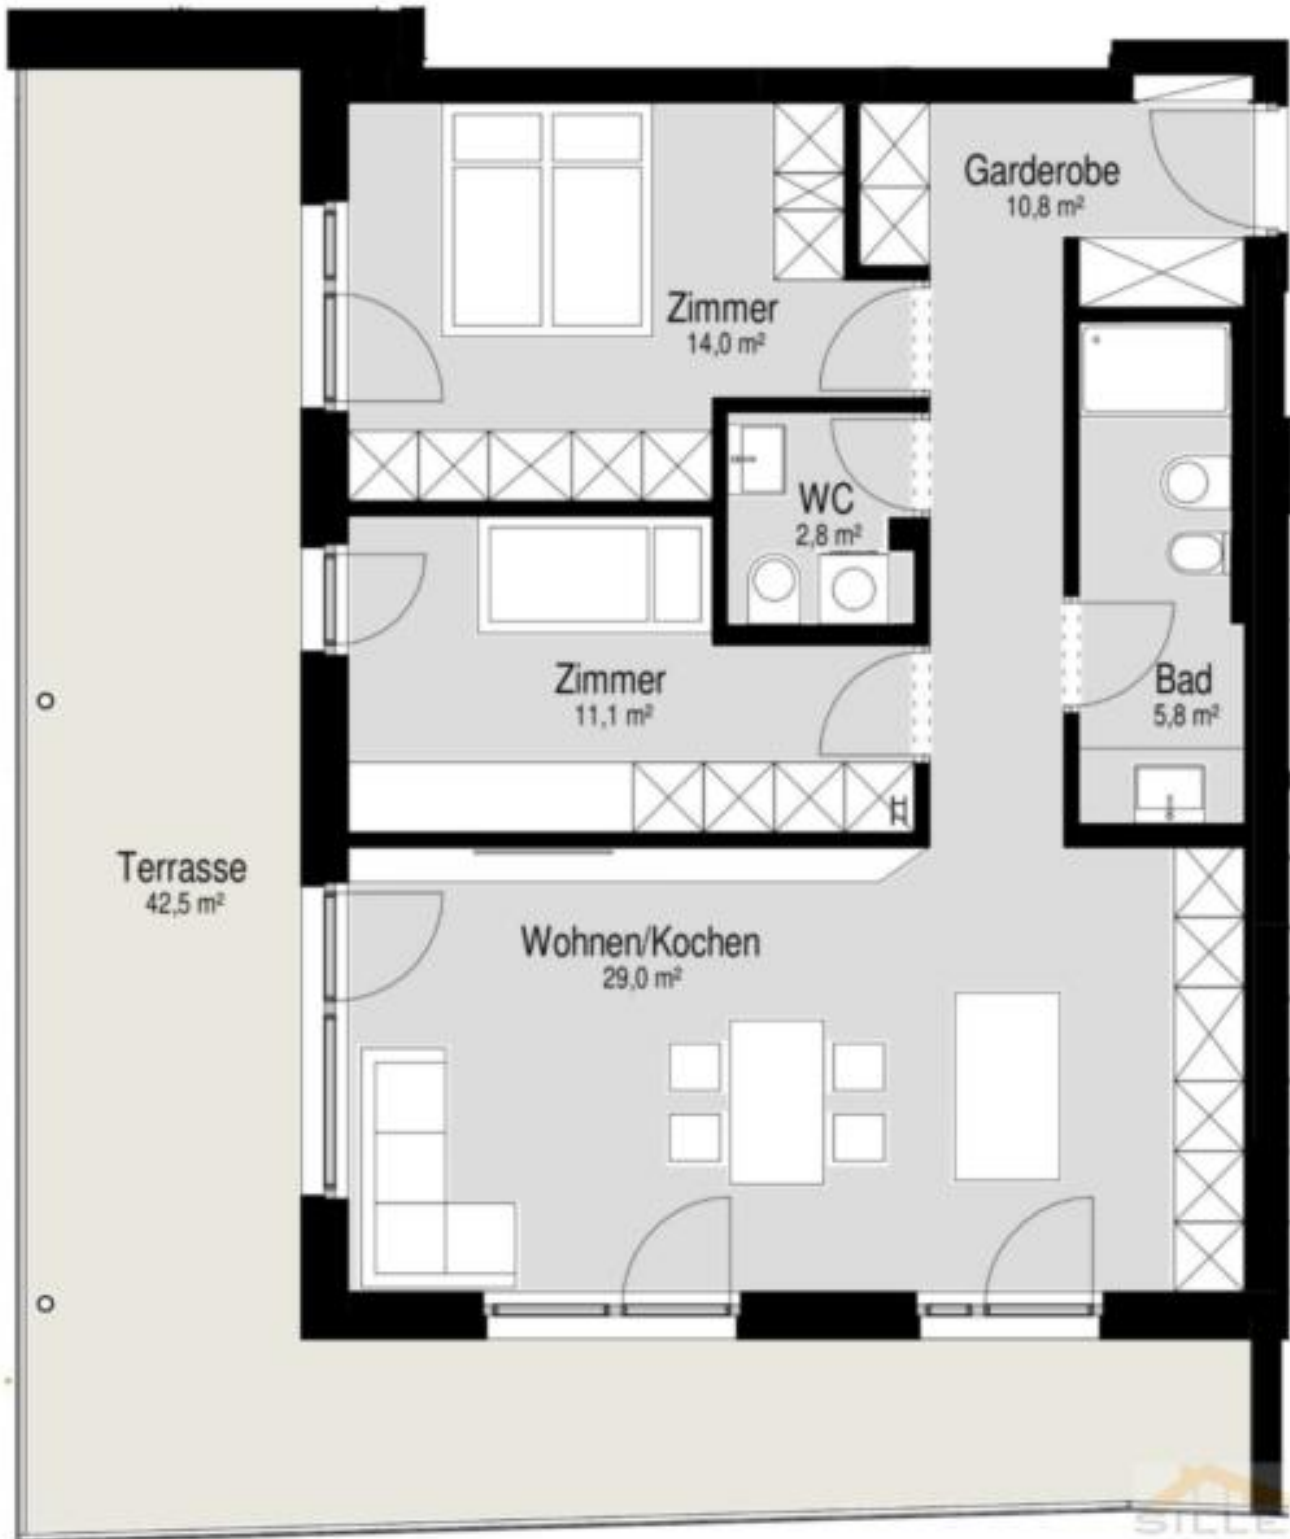 Garderobe
10,8 m²
Zimmer
14,0 m²
WC
2,8 m²
Zimmer
11,1 m²
Bad
5,8 m²
Terrasse
42,5 m²
Wohnen/Kochen
29,0 m²